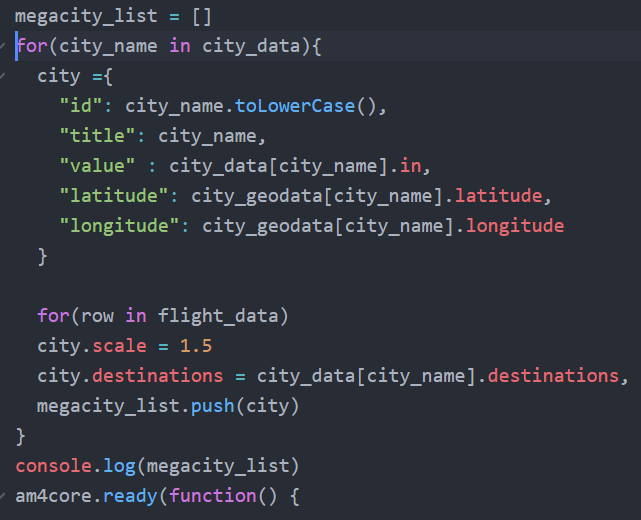 megacity_list = []
for(city_name in city_data){
  city ={
    "id": city_name.toLowerCase(),
    "title": city_name,
    "value" : city_data[city_name].in,
    "latitude": city_geodata[city_name].latitude,
    "longitude": city_geodata[city_name].longitude
  }

  for(row in flight_data)
  city.scale = 1.5
  city.destinations = city_data[city_name].destinations,
  megacity_list.push(city)
}
console.log(megacity_list)
am4core.ready(function() {